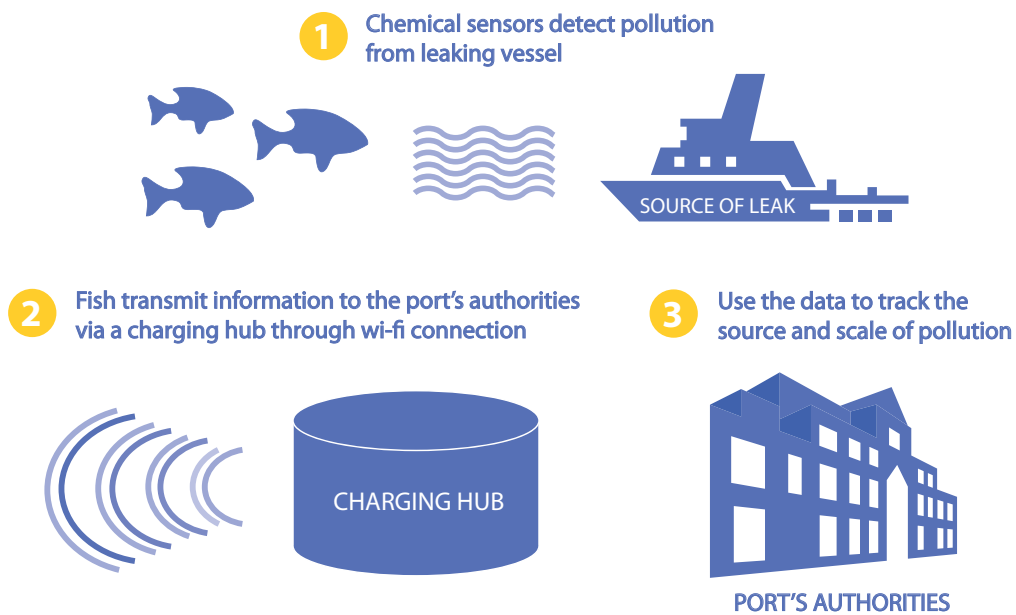 1
Chemical sensors detect pollution
from leaking vessel
SOURCE OF LEAK
2
Fish transmit information to the port's authorities
via a charging hub through wi-fi connection
3
Use the data to track the
source and scale of pollution
CHARGING HUB
PORT'S AUTHORITIES